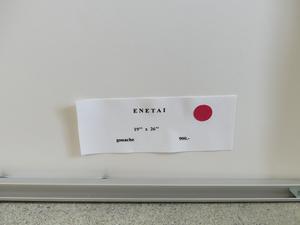 ENETAI
19" x 26"
gouache 900.-